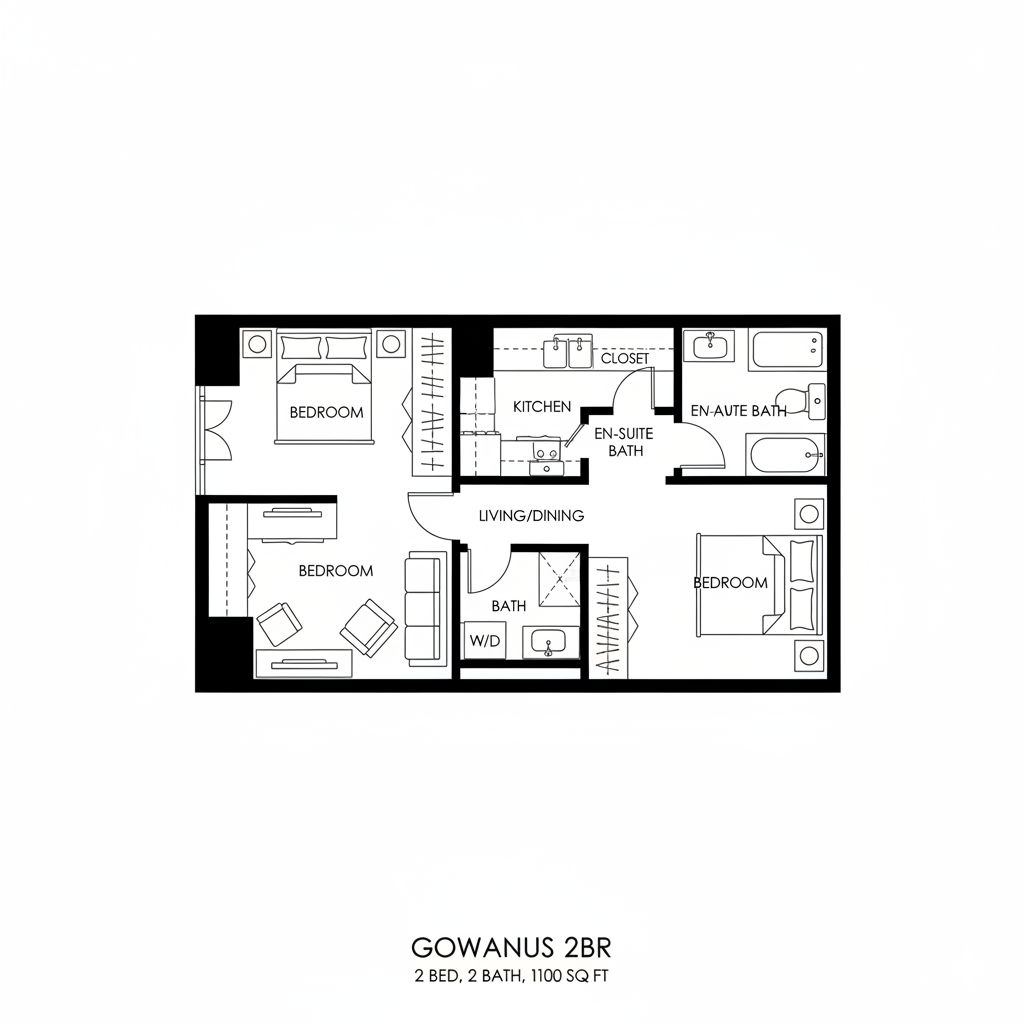 CLOSET
BEDROOM
KITCHEN
EN-AUTE BATH
EN-SUITE
BATH
LIVING/DINING
BEDROOM
BEDROOM
BATH
W/D
GOWANUS 2BR
2 BED, 2 BATH, 1100 SQ FT